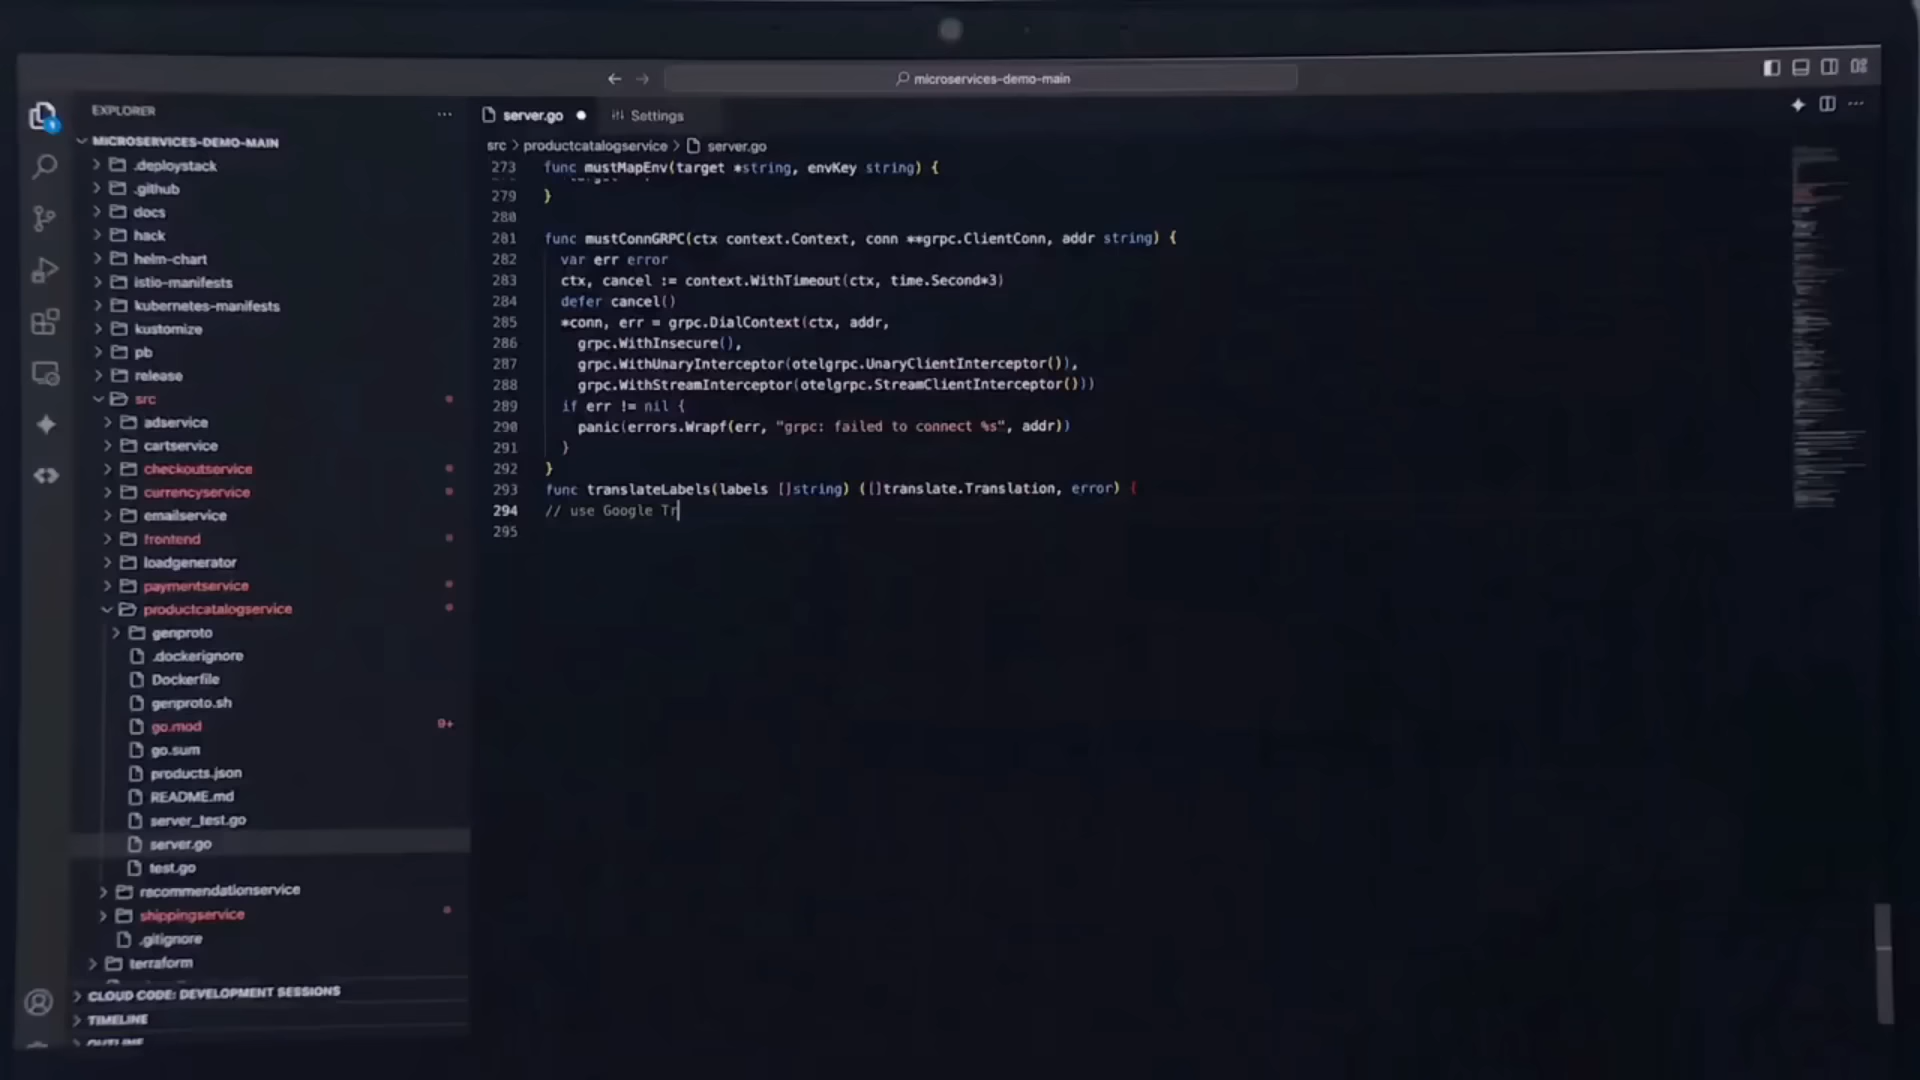 microservices-demo-main
EXPLORER
server.go
Settings
MICROSERVICES-DEMO-MAIN
.deploystack
.github
docs
hack
helm-chart
istio-manifests
kubernetes-manifests
kustomize
pb
release
src
adservice
cartservice
checkoutservice
currencyservice
emailservice
frontend
loadgenerator
paymentservice
productcatalogservice
genproto
.dockerignore
Dockerfile
genproto.sh
go.mod 9+
go.sum
products.json
README.md
server_test.go
server.go
test.go
recommendationservice
shippingservice
.gitignore
terraform
CLOUD CODE: DEVELOPMENT SESSIONS
TIMELINE
OUTLINE
src > productcatalogservice > server.go
273 func mustMapEnv(target *string, envKey string) {
279 }
280
281 func mustConnGRPC(ctx context.Context, conn **grpc.ClientConn, addr string) {
282 var err error
283 ctx, cancel := context.WithTimeout(ctx, time.Second*3)
284 defer cancel()
285 *conn, err = grpc.DialContext(ctx, addr,
286 grpc.WithInsecure(),
287 grpc.WithUnaryInterceptor(otelgrpc.UnaryClientInterceptor()),
288 grpc.WithStreamInterceptor(otelgrpc.StreamClientInterceptor()))
289 if err != nil {
290 panic(errors.Wrapf(err, "grpc: failed to connect %s", addr))
291 }
292 }
293 func translateLabels(labels []string) ([]translate.Translation, error) {
294 // use Google Tr
295